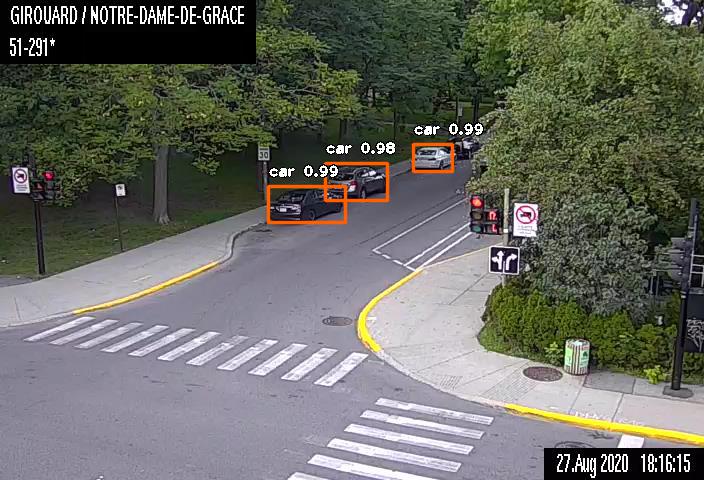 GIROUARD / NOTRE-DAME-DE-GRACE
51-291*
car 0.99
car 0.98
car 0.99
30
27.Aug 2020 18:16:15